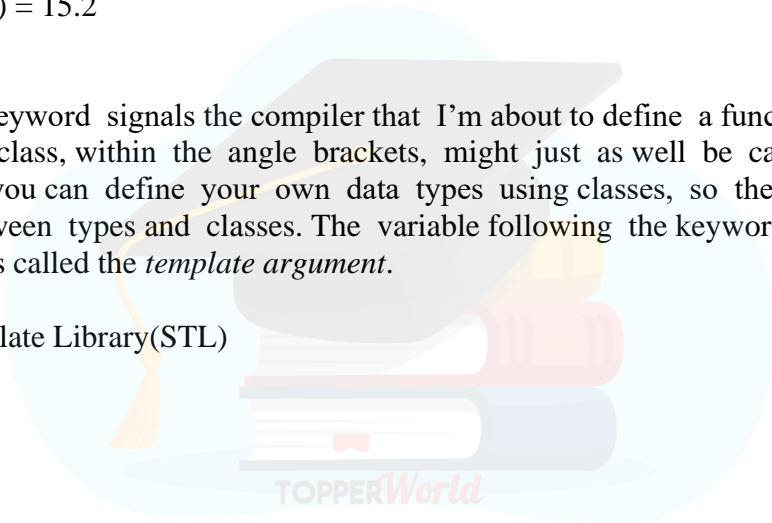 ) = 15.2
eyword signals the compiler that I’m about to define a func
class, within the angle brackets, might just as well be ca
you can define your own data types using classes, so the
ween types and classes. The variable following the keywor
s called the template argument.
late Library(STL)
TOPPERWorld